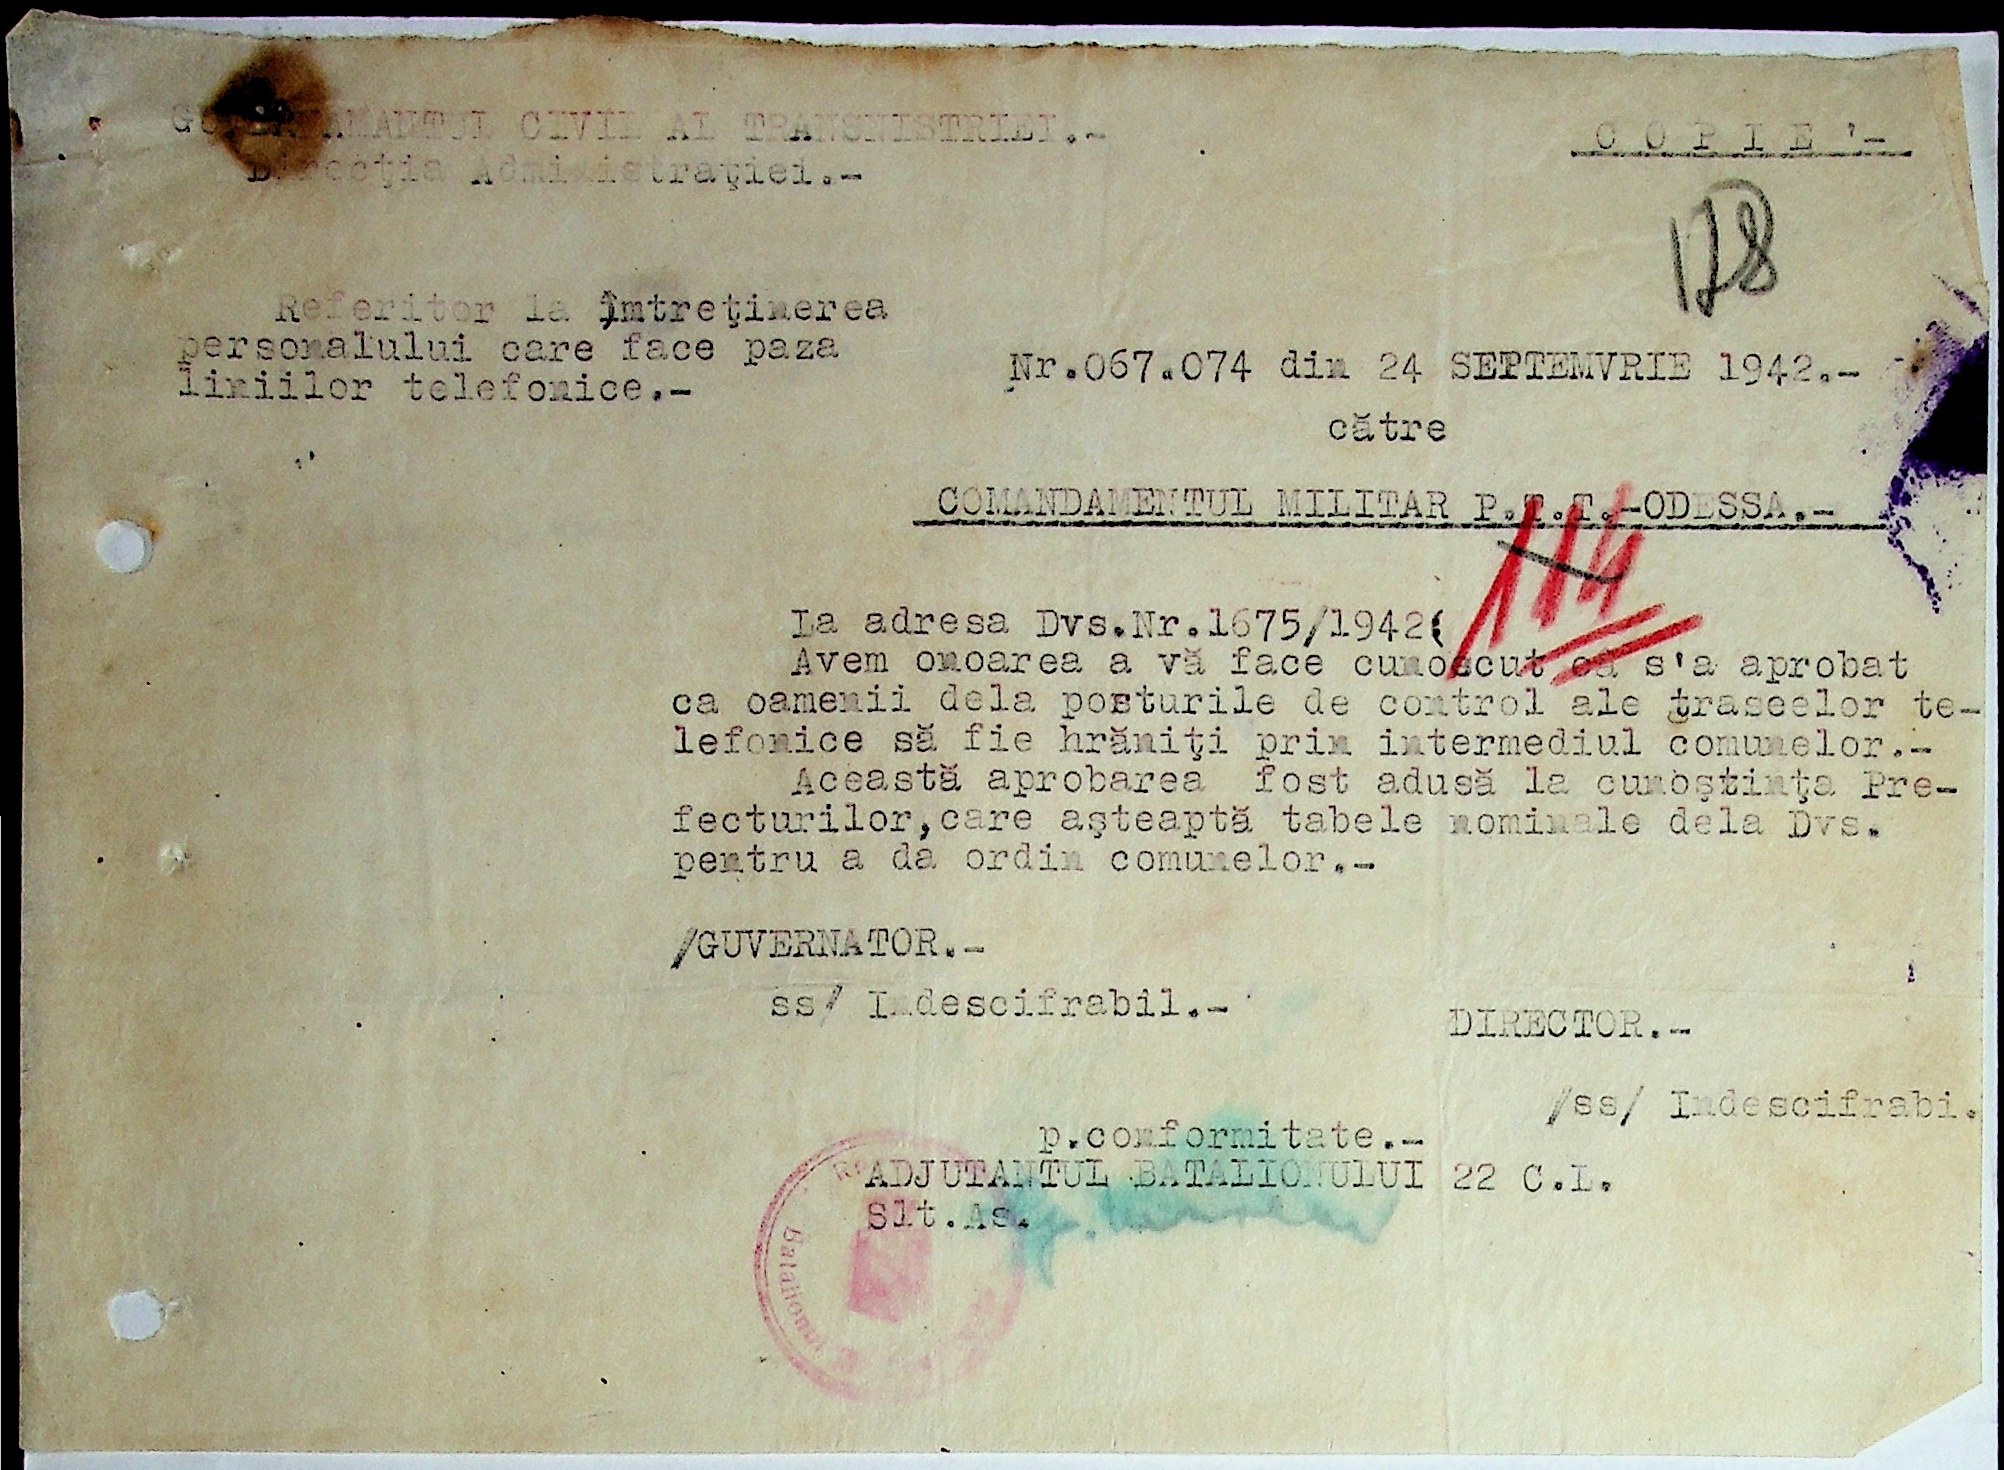 GUVERNAMANTUL CIVIL AL TRANSNISTRIEI.-
Direcţia Administraţiei.-
C O P I E '-
178
Referitor la întreţinerea
personalului care face paza
liniilor telefonice.-
Nr.067.074 din 24 SEPTEMVRIE 1942.-
către
COMANDAMENTUL MILITAR P.T.T.-ODESSA.-
114
La adresa Dvs.Nr.1675/1942(
Avem onoarea a vă face cunoscut că s'a aprobat
ca oamenii dela posturile de control ale traseelor te-
lefonice să fie hrăniţi prin intermediul comunelor.-
Această aprobarea fost adusă la cunoştinţa Pre-
fecturilor,care aşteaptă tabele nominale dela Dvs.
pentru a da ordin comunelor.-
/GUVERNATOR.-
ss/ Indescifrabil.-
DIRECTOR.-
/ss/ Indescifrabi.
p.conformitate.-
ADJUTANTUL BATALIONULUI 22 C.I.
Slt.As.
Batalionul